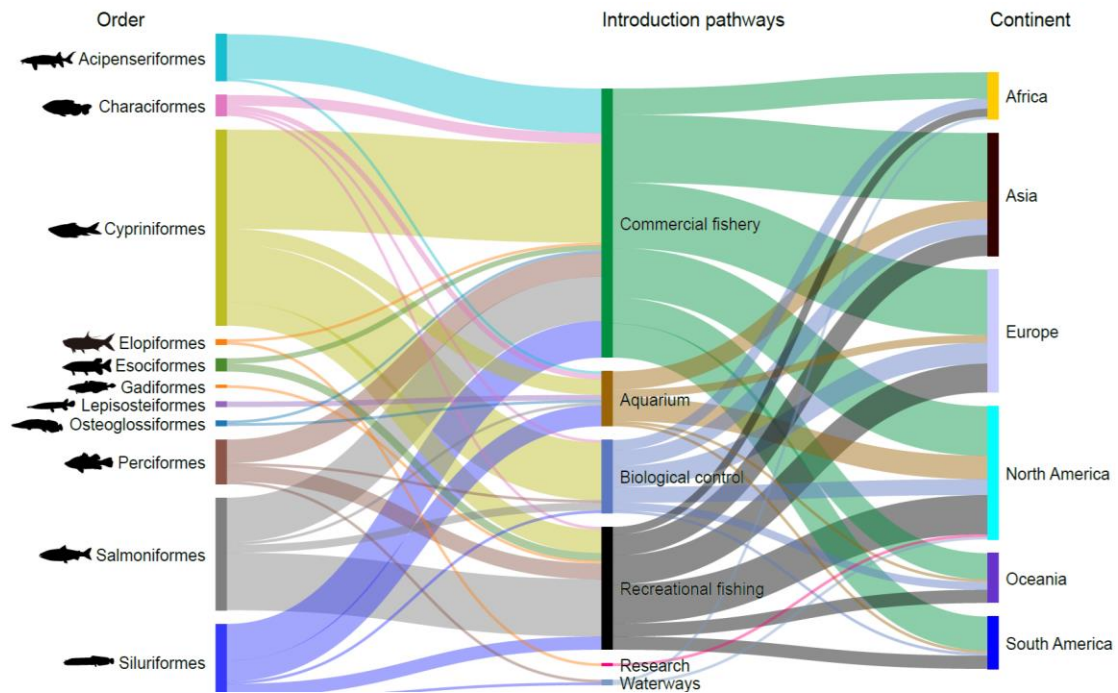 Order
Introduction pathways
Continent
Acipenseriformes
Characiformes
Cypriniformes
Elopiformes
Esociformes
Gadiformes
Lepisosteiformes
Osteoglossiformes
Perciformes
Salmoniformes
Siluriformes
Commercial fishery
Aquarium
Biological control
Recreational fishing
Research
Waterways
Africa
Asia
Europe
North America
Oceania
South America